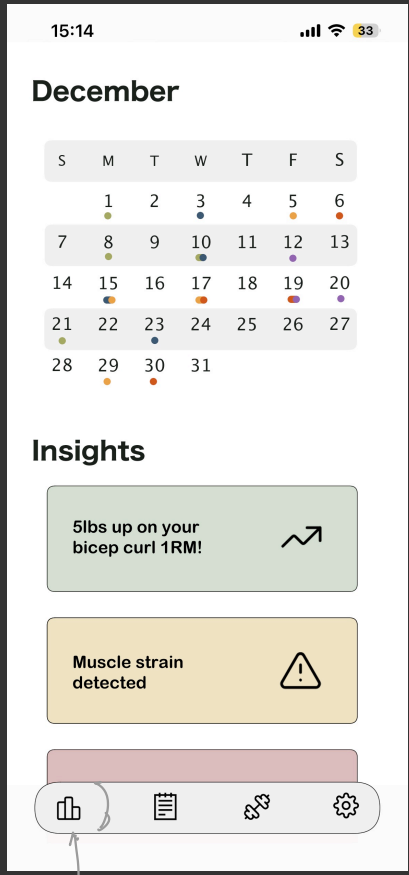 15:14
33
December
S M T W T F S
1 2 3 4 5 6
7 8 9 10 11 12 13
14 15 16 17 18 19 20
21 22 23 24 25 26 27
28 29 30 31
Insights
5lbs up on your
bicep curl 1RM!
Muscle strain
detected